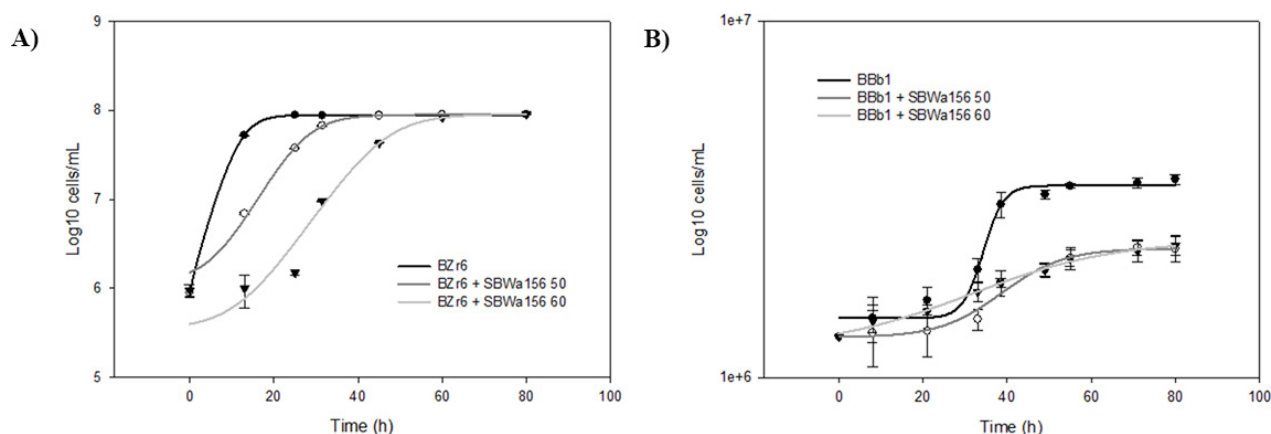 A)
Log10 cells/mL
9
8
7
6
5
BZr6
BZr6 + SBWa156 50
BZr6 + SBWa156 60
0 20 40 60 80 100
Time (h)
B)
Log10 cells/mL
1e+7
1e+6
BBb1
BBb1 + SBWa156 50
BBb1 + SBWa156 60
0 20 40 60 80 100
Time (h)